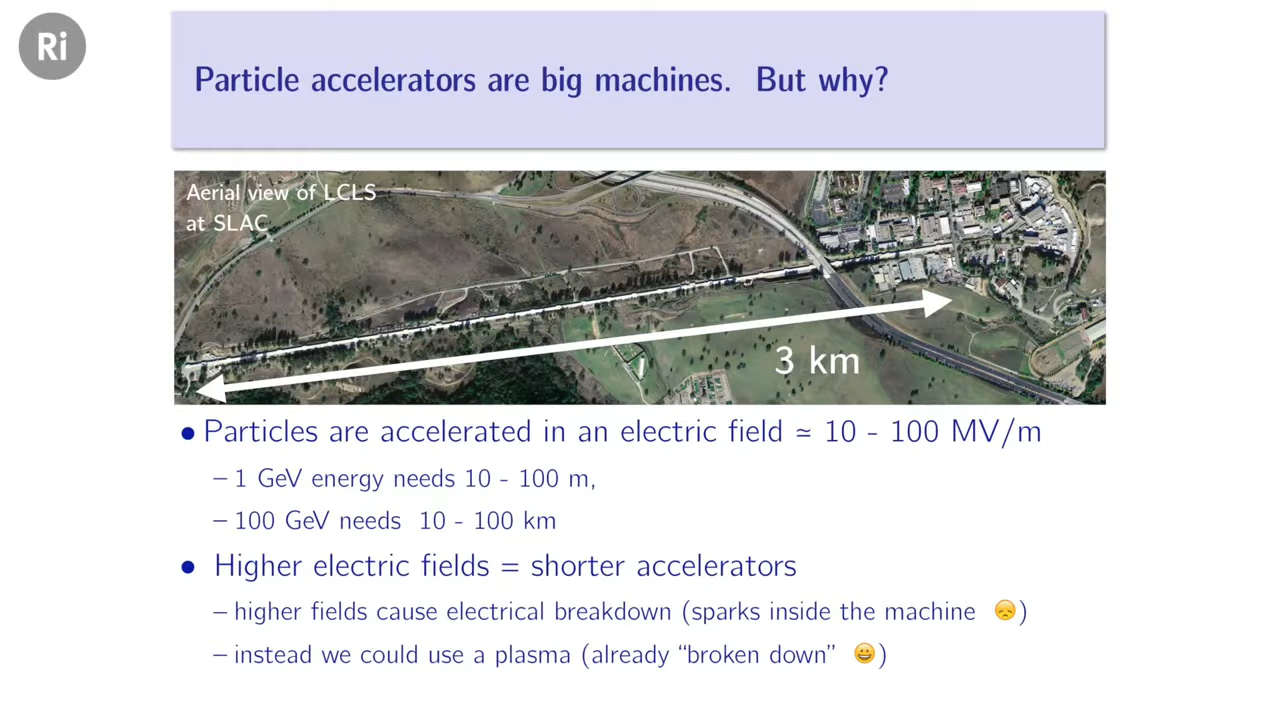 Ri
Particle accelerators are big machines. But why?
Aerial view of LCLS
at SLAC
3 km
• Particles are accelerated in an electric field ≃ 10 - 100 MV/m
– 1 GeV energy needs 10 - 100 m,
– 100 GeV needs 10 - 100 km
• Higher electric fields = shorter accelerators
– higher fields cause electrical breakdown (sparks inside the machine 😞)
– instead we could use a plasma (already “broken down” 😀)